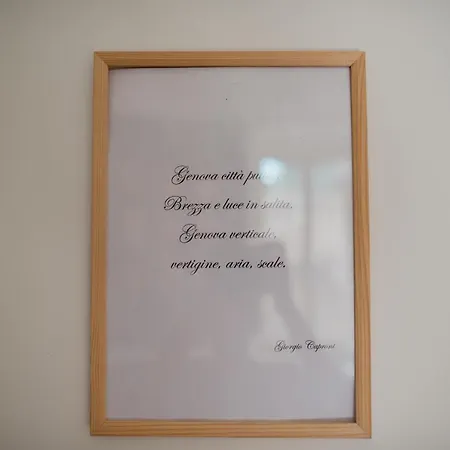 Genova città
Brezza e luce in salita.
Genova verticale,
vertigine, aria, scale.
Giorgio Caproni